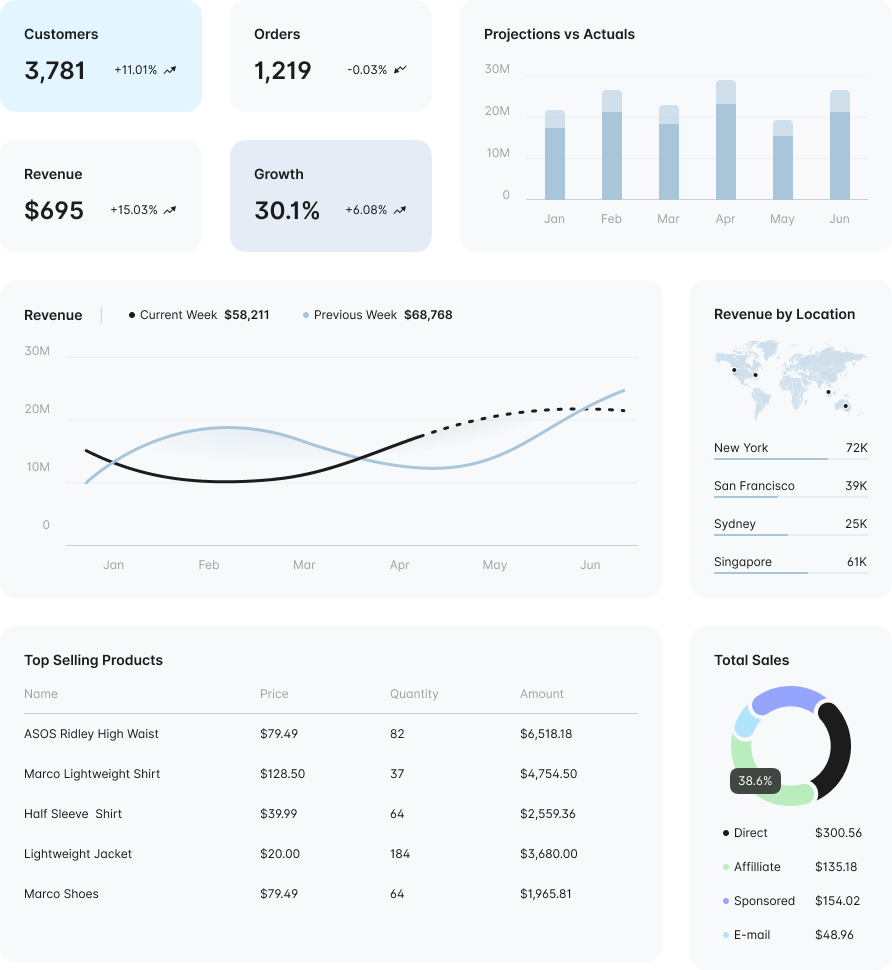 Customers
3,781 +11.01%
Orders
1,219 -0.03%
Revenue
$695 +15.03%
Growth
30.1% +6.08%
Projections vs Actuals
30M
20M
10M
0
Jan Feb Mar Apr May Jun
Revenue Current Week $58,211 Previous Week $68,768
30M
20M
10M
0
Jan Feb Mar Apr May Jun
Revenue by Location
New York 72K
San Francisco 39K
Sydney 25K
Singapore 61K
Top Selling Products
Name Price Quantity Amount
ASOS Ridley High Waist $79.49 82 $6,518.18
Marco Lightweight Shirt $128.50 37 $4,754.50
Half Sleeve  Shirt $39.99 64 $2,559.36
Lightweight Jacket $20.00 184 $3,680.00
Marco Shoes $79.49 64 $1,965.81
Total Sales
38.6%
Direct $300.56
Affilliate $135.18
Sponsored $154.02
E-mail $48.96